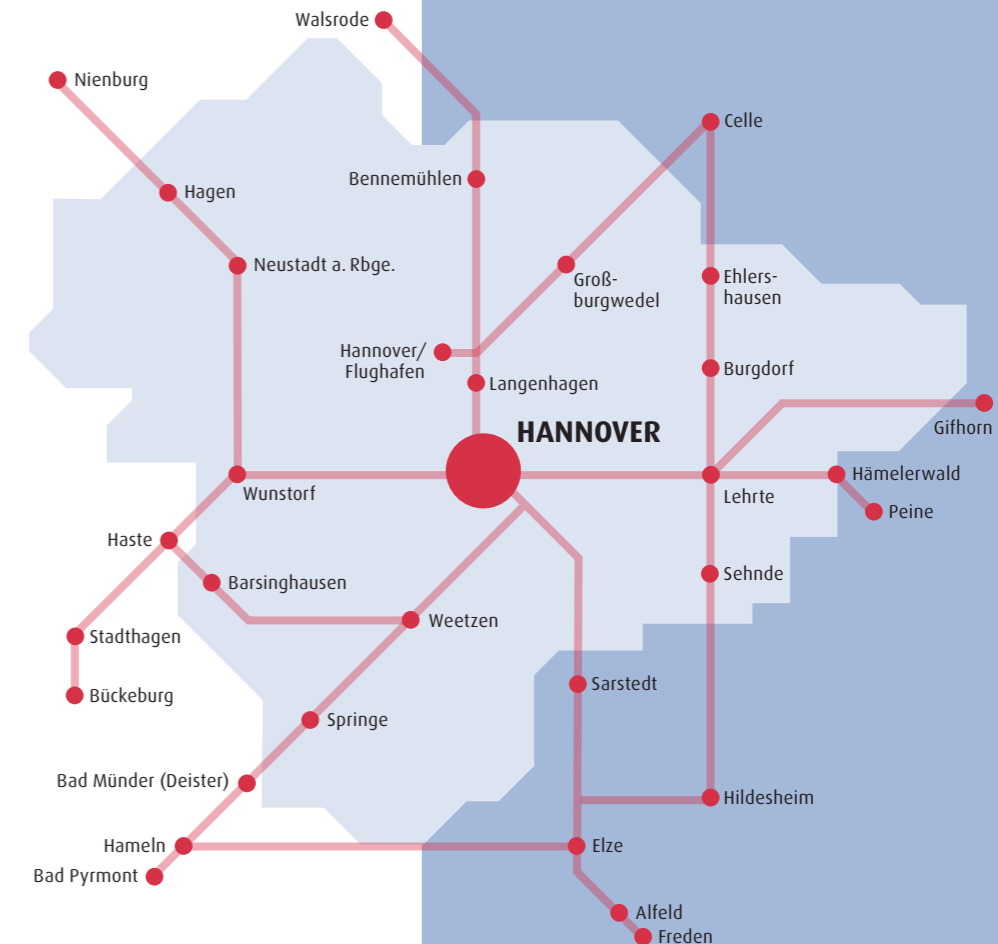 Walsrode
Nienburg
Celle
Bennemühlen
Hagen
Neustadt a. Rbge.
Groß-
burgwedel
Ehlers-
hausen
Hannover/
Flughafen
Langenhagen
Burgdorf
HANNOVER
Gifhorn
Wunstorf
Lehrte
Hämelerwald
Peine
Haste
Barsinghausen
Sehnde
Weetzen
Stadthagen
Bückeburg
Sarstedt
Springe
Bad Münder (Deister)
Hildesheim
Hameln
Elze
Bad Pyrmont
Alfeld
Freden